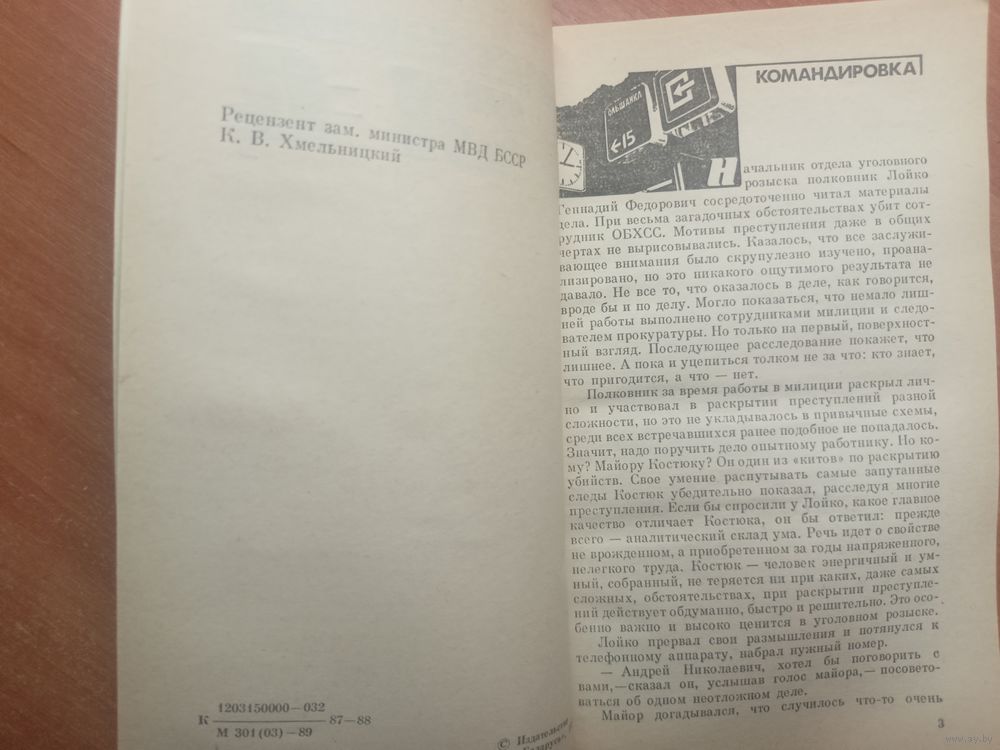 Рецензент зам. министра МВД БССР
К. В. Хмельницкий
1203150000—032
К 87—88
М 301(03)—89
© Издательство
КОМАНДИРОВКА
ОЛЬШАНКА
←15
Начальник отдела уголовного
розыска полковник Лойко
Геннадий Федорович сосредоточенно читал материалы
дела. При весьма загадочных обстоятельствах убит сот-
рудник ОБХСС. Мотивы преступления даже в общих
чертах не вырисовывались. Казалось, что все заслужи-
вающее внимания было скрупулезно изучено, проана-
лизировано, но это никакого ощутимого результата не
давало. Не все то, что оказалось в деле, как говорится,
вроде бы и по делу. Могло показаться, что немало лиш-
ней работы выполнено сотрудниками милиции и следо-
вателем прокуратуры. Но только на первый, поверхност-
ный взгляд. Последующее расследование покажет, что
лишнее. А пока и уцепиться толком не за что: кто знает,
что пригодится, а что — нет.
Полковник за время работы в милиции раскрыл лич-
но и участвовал в раскрытии преступлений разной
сложности, но это не укладывалось в привычные схемы,
среди всех встречавшихся ранее подобное не попадалось.
Значит, надо поручить дело опытному работнику. Но ко-
му? Майору Костюку? Он один из «китов» по раскрытию
убийств. Свое умение распутывать самые запутанные
следы Костюк убедительно показал, расследуя многие
преступления. Если бы спросили у Лойко, какое главное
качество отличает Костюка, он бы ответил: прежде
всего — аналитический склад ума. Речь идет о свойстве
не врожденном, а приобретенном за годы напряженного,
нелегкого труда. Костюк — человек энергичный и ум-
ный, собранный, не теряется ни при каких, даже самых
сложных, обстоятельствах, при раскрытии преступле-
ний действует обдуманно, быстро и решительно. Это осо-
бенно важно и высоко ценится в уголовном розыске.
Лойко прервал свои размышления и потянулся к
телефонному аппарату, набрал нужный номер.
— Андрей Николаевич, хотел бы поговорить с
вами,—сказал он, услышав голос майора,— посовето-
ваться об одном неотложном деле.
Майор догадывался, что случилось что-то очень
3
www.ay.by